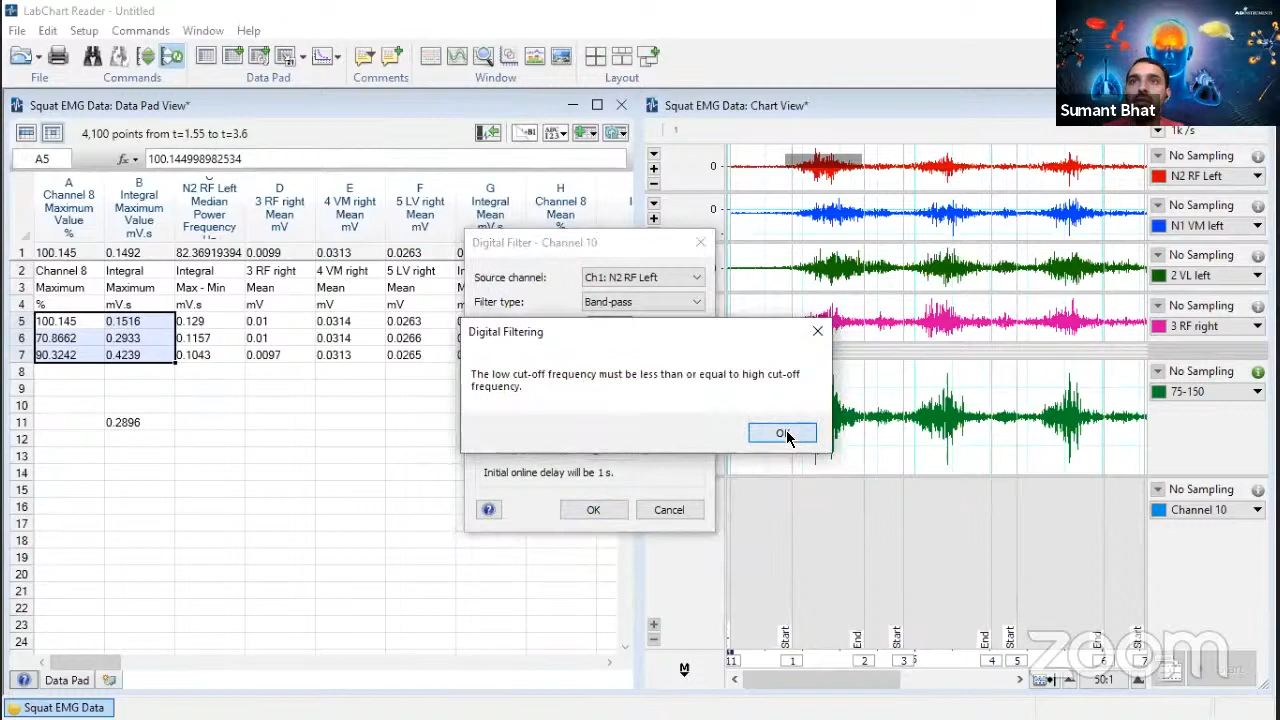 LabChart Reader - Untitled
File Edit Setup Commands Window Help
File Commands Data Pad Comments Window Layout
ADINSTRUMENTS
Sumant Bhat
Squat EMG Data: Data Pad View*
4,100 points from t=1.55 to t=3.6
A5 fx 100.144998982534
A B D E F G H
Channel 8 Maximum Value %
Integral Maximum Value mV.s
N2 RF Left Median Power Frequency
3 RF right Mean mV
4 VM right Mean mV
5 LV right Mean mV
Integral Mean mV.s
Channel 8 Mean
1 100.145 0.1492 82.36919394 0.0099 0.0313 0.0263
2 Channel 8 Integral Integral 3 RF right 4 VM right 5 LV right
3 Maximum Maximum Max - Min Mean Mean Mean
4 % mV.s mV.s mV mV mV
5 100.145 0.1516 0.129 0.01 0.0314 0.0263
6 70.8662 0.2933 0.1157 0.01 0.0314 0.0266
7 90.3242 0.4239 0.1043 0.0097 0.0313 0.0265
8
9
10
11 0.2896
12
13
14
15
16
17
18
19
20
21
22
23
24
Data Pad
Squat EMG Data
Digital Filter - Channel 10
Source channel: Ch1: N2 RF Left
Filter type: Band-pass
Digital Filtering
The low cut-off frequency must be less than or equal to high cut-off
frequency.
OK
Initial online delay will be 1 s.
OK Cancel
Squat EMG Data: Chart View*
1
1k/s
0
No Sampling
N2 RF Left
0
No Sampling
N1 VM left
No Sampling
2 VL left
No Sampling
3 RF right
No Sampling
75-150
No Sampling
Channel 10
Start End Start End Start End Start
11 1 2 3 4 5 6 7
M
50:1
zoom